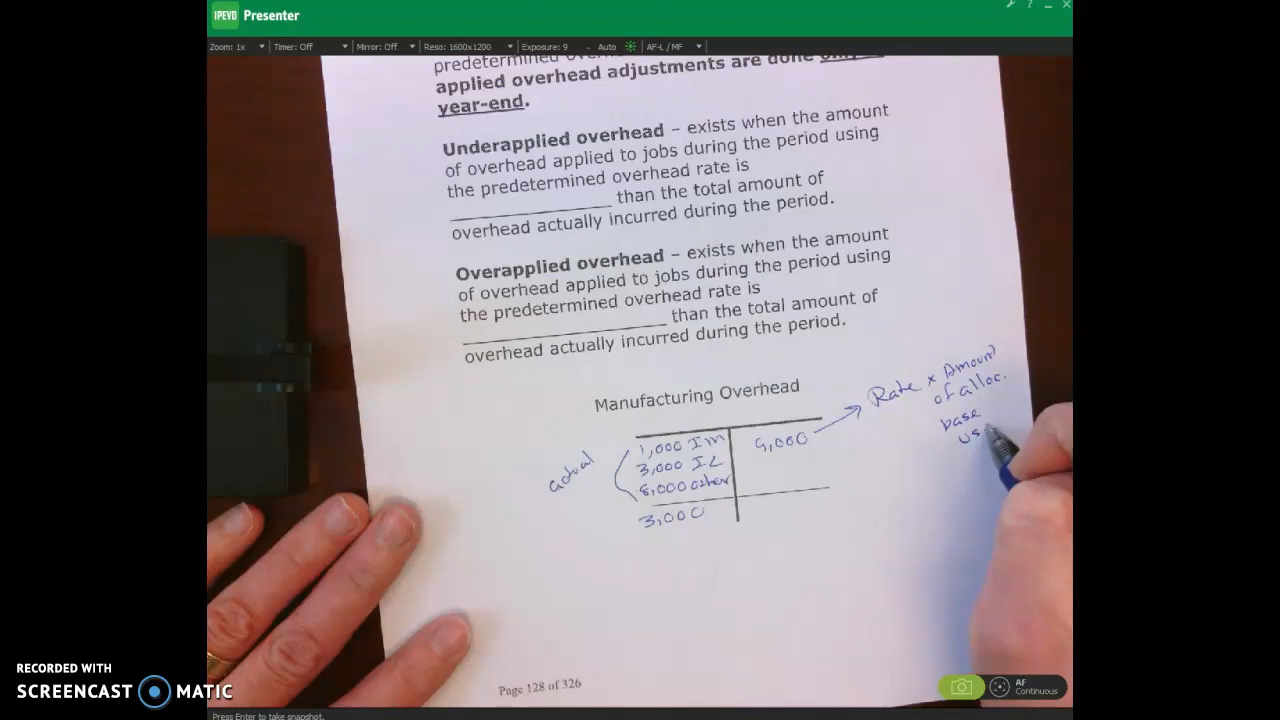 IPEVO Presenter
Zoom: 1x Timer: Off Mirror: Off Reso: 1600x1200 Exposure: 9 - Auto AF-L / MF
predetermined
applied overhead adjustments are done only
year-end.
Underapplied overhead – exists when the amount
of overhead applied to jobs during the period using
the predetermined overhead rate is
____________ than the total amount of
overhead actually incurred during the period.
Overapplied overhead – exists when the amount
of overhead applied to jobs during the period using
the predetermined overhead rate is
_______________ than the total amount of
overhead actually incurred during the period.
Manufacturing Overhead
Rate x Amount
of alloc.
base
us
actual
1,000 IM
3,000 IL
8,000 other
9,000
3,000
Page 128 of 326
RECORDED WITH
SCREENCAST MATIC
AF
Continuous
Press Enter to take snapshot.